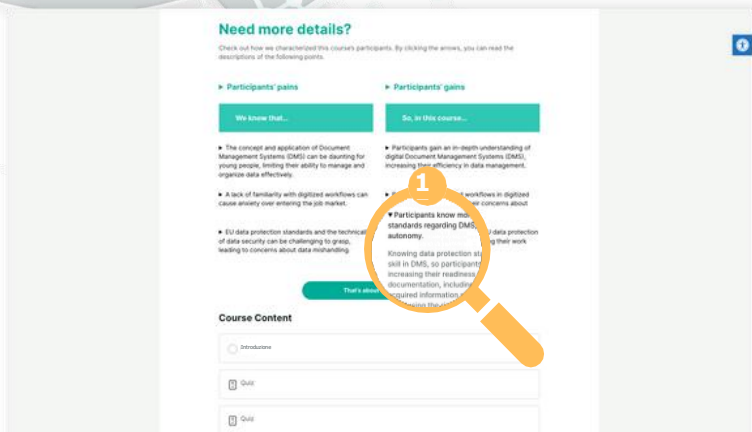 Need more details?
Check out how we characterized this course's participants. By clicking the arrows, you can read the
descriptions of the following points.
▸ Participants' pains
▸ Participants' gains
We know that...
So, in this course...
▸ The concept and application of Document
Management Systems (DMS) can be daunting for
young people, limiting their ability to manage and
organize data effectively.
▸ Participants gain an in-depth understanding of
digital Document Management Systems (DMS),
increasing their efficiency in data management.
▸ A lack of familiarity with digitized workflows can
cause anxiety over entering the job market.
workflows in digitized
concerns about
1
▸ EU data protection standards and the technical
of data security can be challenging to grasp,
leading to concerns about data mishandling.
data protection
their work
▾ Participants know
standards regarding DMS,
autonomy.
Knowing data protection
skill in DMS, so participants
increasing their readiness
documentation, including
acquired information
That's about
Course Content
Introduzione
Quiz
Quiz